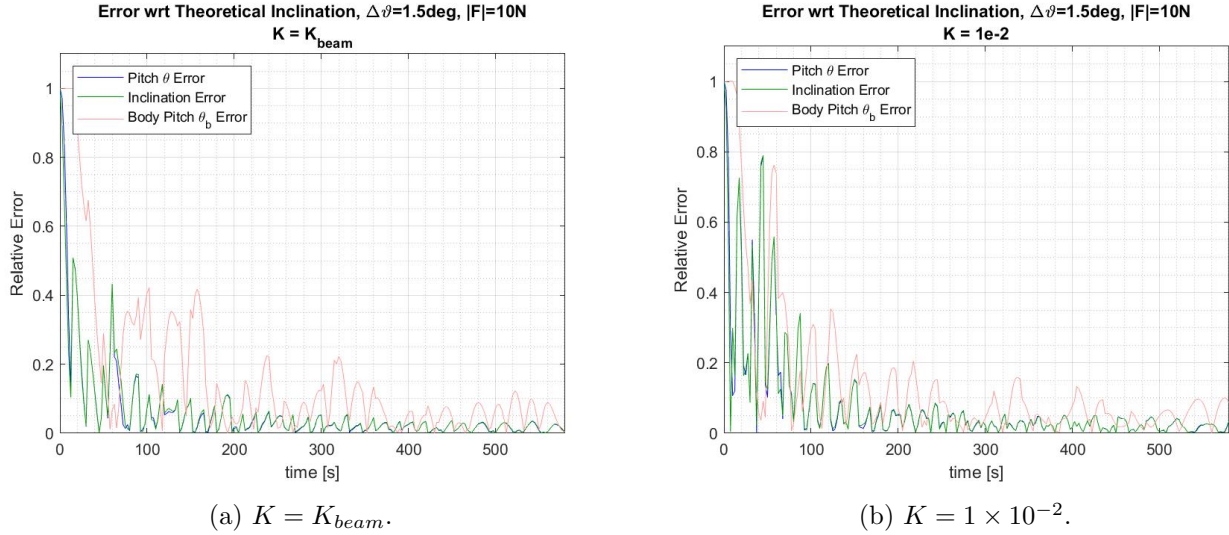 Error wrt Theoretical Inclination, Δϑ=1.5deg, |F|=10N
K = K_beam
Pitch θ Error
Inclination Error
Body Pitch θ_b Error
Relative Error
1
0.8
0.6
0.4
0.2
0
0 100 200 300 400 500
time [s]
(a) K = K_beam.
Error wrt Theoretical Inclination, Δϑ=1.5deg, |F|=10N
K = 1e-2
Pitch θ Error
Inclination Error
Body Pitch θ_b Error
Relative Error
1
0.8
0.6
0.4
0.2
0
0 100 200 300 400 500
time [s]
(b) K = 1 × 10⁻².